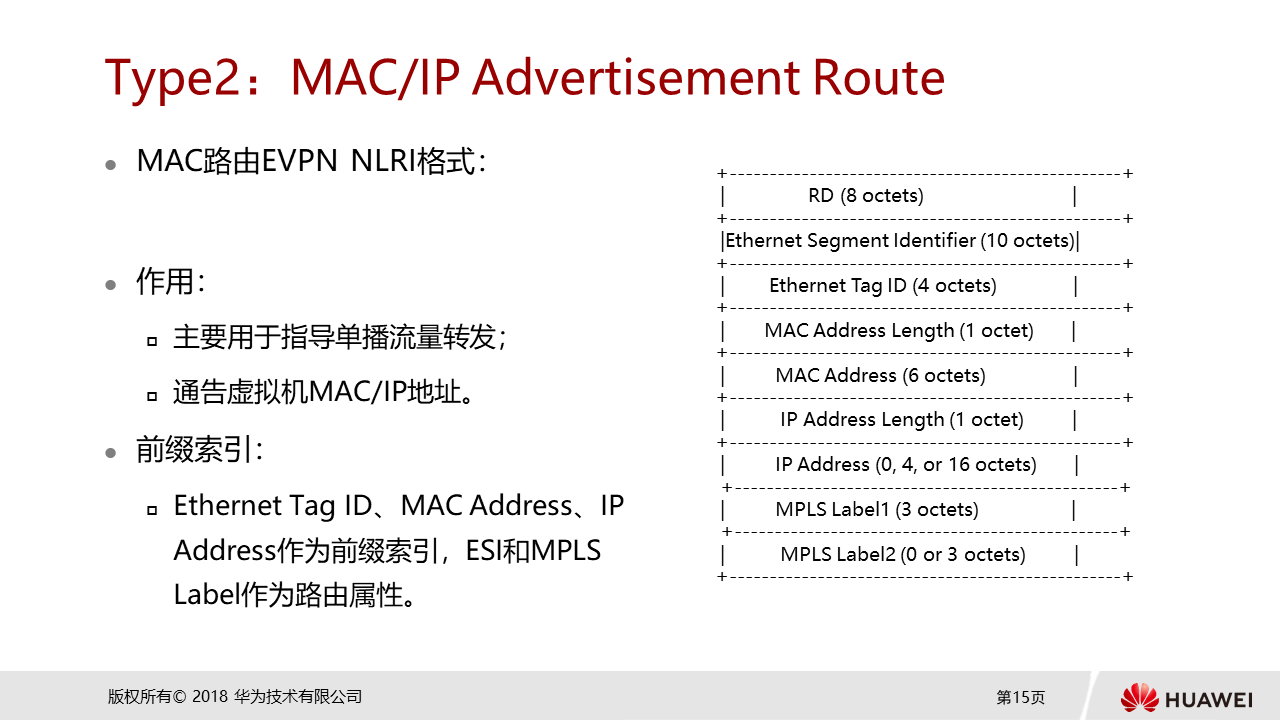 Type2：MAC/IP Advertisement Route
MAC路由EVPN NLRI格式：
作用：
主要用于指导单播流量转发；
通告虚拟机MAC/IP地址。
前缀索引：
Ethernet Tag ID、MAC Address、IP
Address作为前缀索引，ESI和MPLS
Label作为路由属性。
+-------------------------------------------------+
| RD (8 octets) |
+-------------------------------------------------+
|Ethernet Segment Identifier (10 octets)|
+-------------------------------------------------+
| Ethernet Tag ID (4 octets) |
+-------------------------------------------------+
| MAC Address Length (1 octet) |
+-------------------------------------------------+
| MAC Address (6 octets) |
+-------------------------------------------------+
| IP Address Length (1 octet) |
+-------------------------------------------------+
| IP Address (0, 4, or 16 octets) |
+------------------------------------------------+
| MPLS Label1 (3 octets) |
+------------------------------------------------+
| MPLS Label2 (0 or 3 octets) |
+-------------------------------------------------+
版权所有© 2018 华为技术有限公司
第15页
HUAWEI